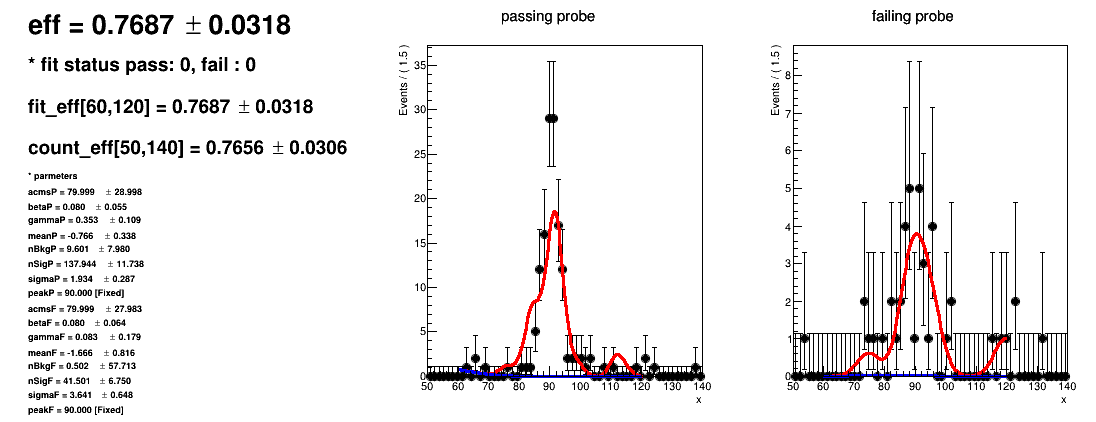 eff = 0.7687 ± 0.0318
* fit status pass: 0, fail : 0
fit_eff[60,120] = 0.7687 ± 0.0318
count_eff[50,140] = 0.7656 ± 0.0306
* parmeters
acmsP = 79.999 ± 28.998
betaP = 0.080 ± 0.055
gammaP = 0.353 ± 0.109
meanP = -0.766 ± 0.338
nBkgP = 9.601 ± 7.980
nSigP = 137.944 ± 11.738
sigmaP = 1.934 ± 0.287
peakP = 90.000 [Fixed]
acmsF = 79.999 ± 27.983
betaF = 0.080 ± 0.064
gammaF = 0.083 ± 0.179
meanF = -1.666 ± 0.816
nBkgF = 0.502 ± 57.713
nSigF = 41.501 ± 6.750
sigmaF = 3.641 ± 0.648
peakF = 90.000 [Fixed]
passing probe
Events / ( 1.5 )
35
30
25
20
15
10
5
0
50 60 70 80 90 100 110 120 130 140
x
failing probe
Events / ( 1.5 )
8
7
6
5
4
3
2
1
0
50 60 70 80 90 100 110 120 130 140
x